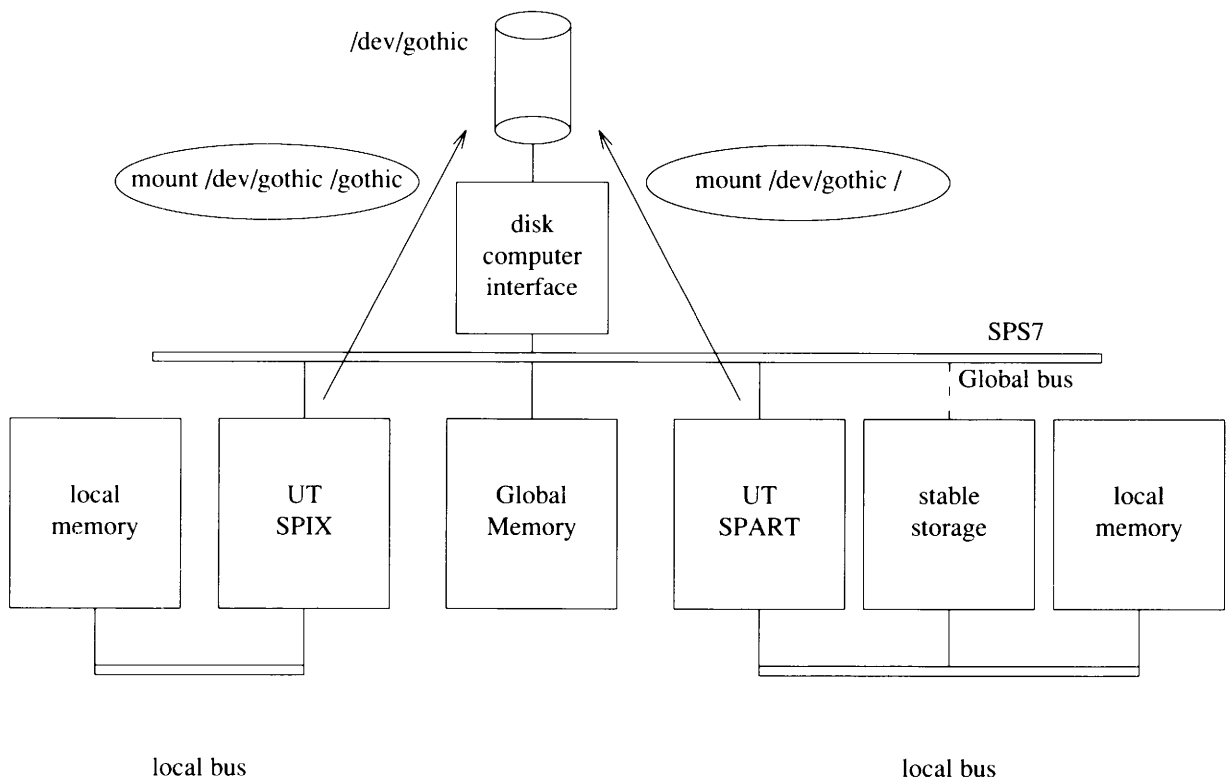 /dev/gothic
mount /dev/gothic /gothic
mount /dev/gothic /
disk
computer
interface
SPS7
Global bus
local
memory
UT
SPIX
Global
Memory
UT
SPART
stable
storage
local
memory
local bus
local bus